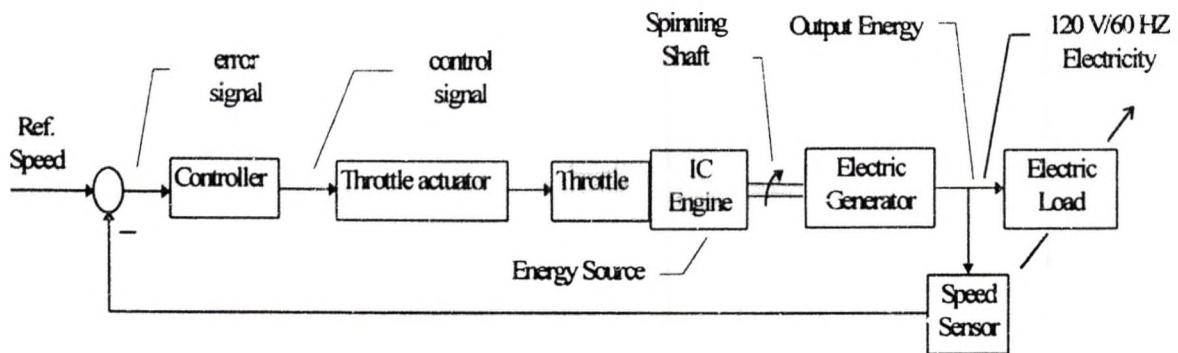 Spinning
Shaft
Output Energy
120 V/60 HZ
Electricity
error
signal
control
signal
Ref.
Speed
Controller
Throttle actuator
Throttle
IC
Engine
Electric
Generator
Electric
Load
–
Energy Source
Speed
Sensor